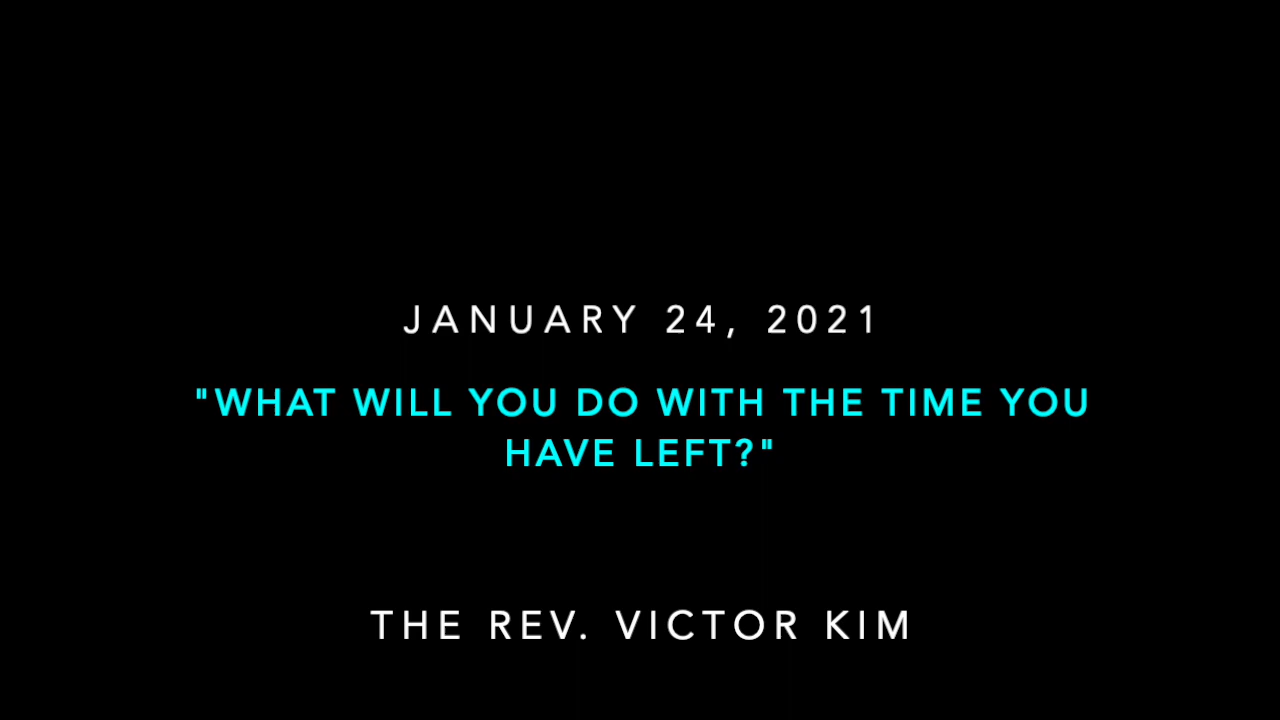 JANUARY 24, 2021
"WHAT WILL YOU DO WITH THE TIME YOU
HAVE LEFT?"
THE REV. VICTOR KIM